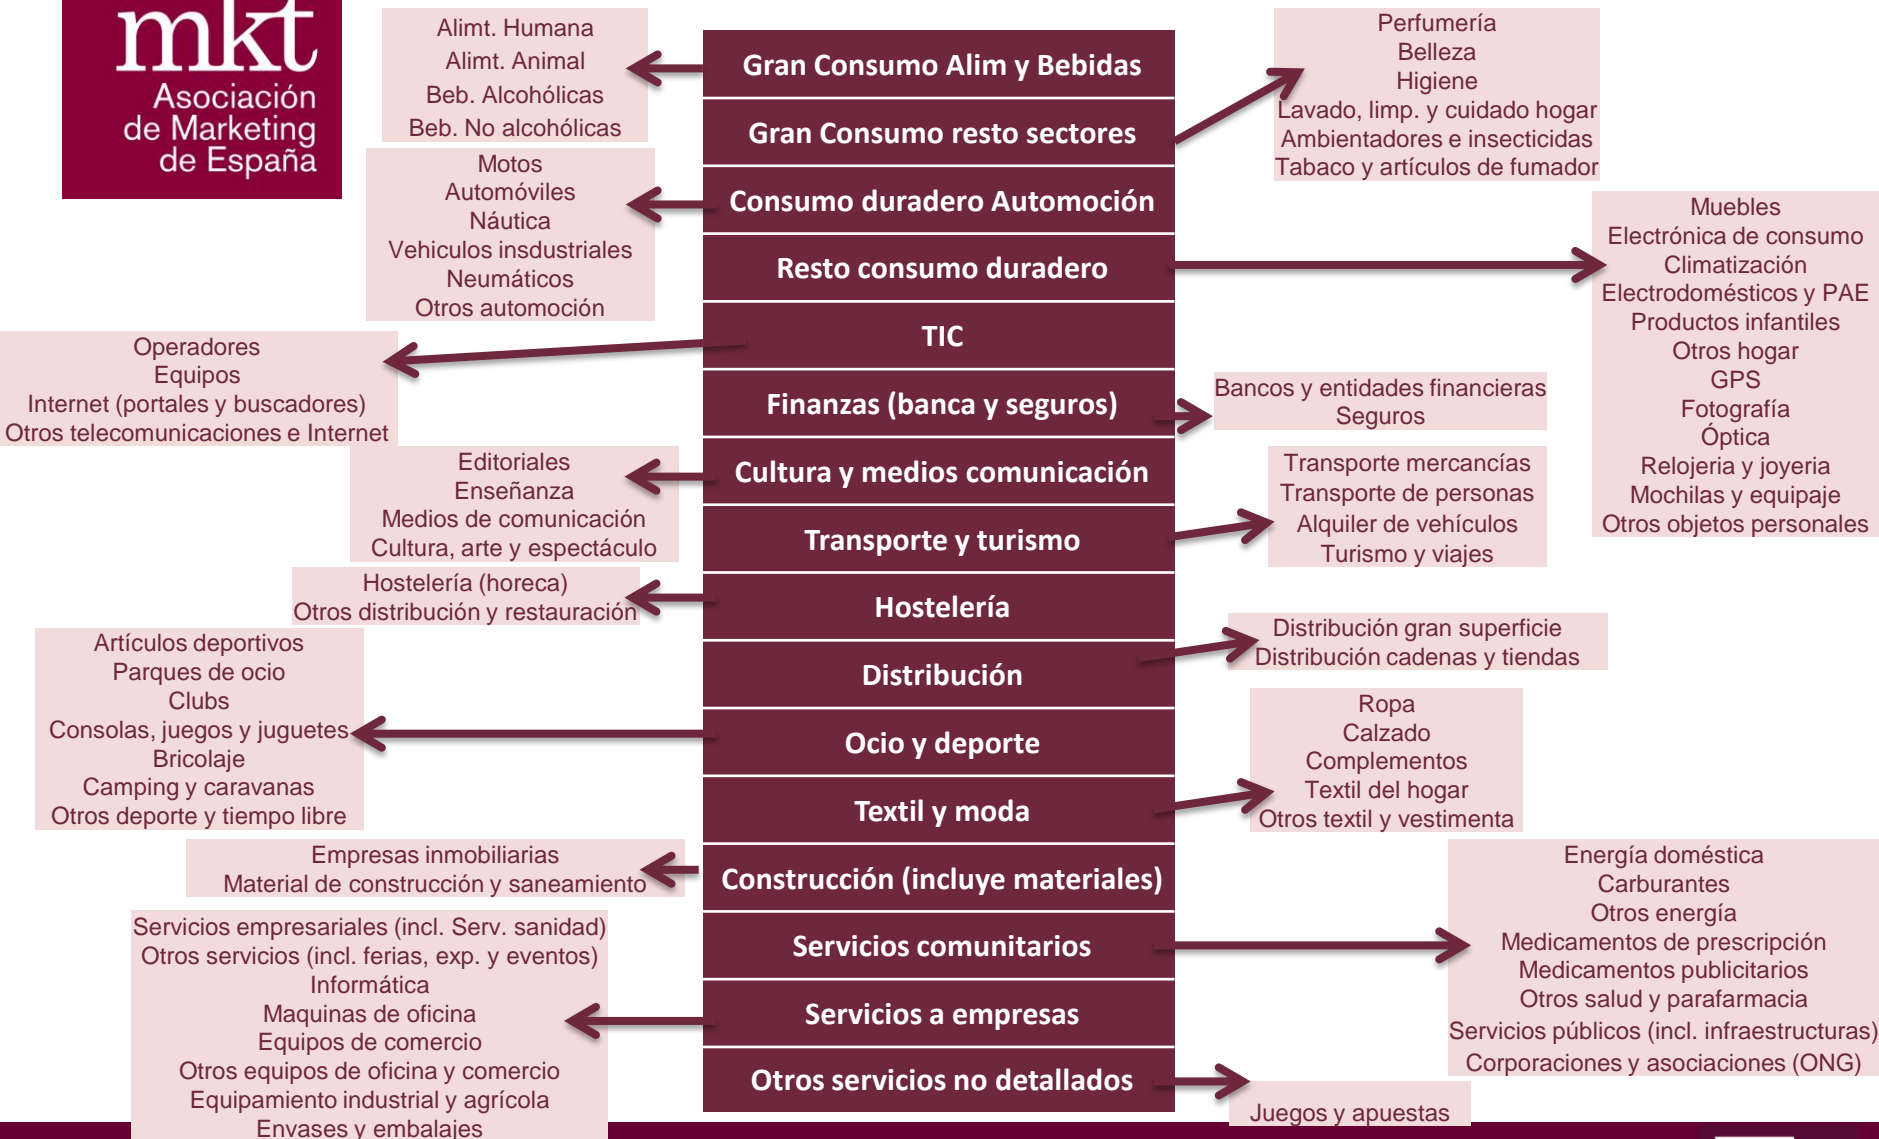 mkt
Asociación
de Marketing
de España
Alimt. Humana
Alimt. Animal
Beb. Alcohólicas
Beb. No alcohólicas
Gran Consumo Alim y Bebidas
Perfumería
Belleza
Higiene
Lavado, limp. y cuidado hogar
Ambientadores e insecticidas
Tabaco y artículos de fumador
Gran Consumo resto sectores
Motos
Automóviles
Náutica
Vehiculos insdustriales
Neumáticos
Otros automoción
Consumo duradero Automoción
Resto consumo duradero
Muebles
Electrónica de consumo
Climatización
Electrodomésticos y PAE
Productos infantiles
Otros hogar
GPS
Fotografía
Óptica
Relojeria y joyeria
Mochilas y equipaje
Otros objetos personales
TIC
Operadores
Equipos
Internet (portales y buscadores)
Otros telecomunicaciones e Internet
Finanzas (banca y seguros)
Bancos y entidades financieras
Seguros
Editoriales
Enseñanza
Medios de comunicación
Cultura, arte y espectáculo
Cultura y medios comunicación
Transporte mercancías
Transporte de personas
Alquiler de vehículos
Turismo y viajes
Transporte y turismo
Hostelería (horeca)
Otros distribución y restauración
Hostelería
Distribución gran superficie
Distribución cadenas y tiendas
Distribución
Artículos deportivos
Parques de ocio
Clubs
Consolas, juegos y juguetes
Bricolaje
Camping y caravanas
Otros deporte y tiempo libre
Ocio y deporte
Ropa
Calzado
Complementos
Textil del hogar
Otros textil y vestimenta
Textil y moda
Empresas inmobiliarias
Material de construcción y saneamiento
Construcción (incluye materiales)
Energía doméstica
Carburantes
Otros energía
Medicamentos de prescripción
Medicamentos publicitarios
Otros salud y parafarmacia
Servicios públicos (incl. infraestructuras)
Corporaciones y asociaciones (ONG)
Servicios comunitarios
Servicios empresariales (incl. Serv. sanidad)
Otros servicios (incl. ferias, exp. y eventos)
Informática
Maquinas de oficina
Equipos de comercio
Otros equipos de oficina y comercio
Equipamiento industrial y agrícola
Envases y embalajes
Servicios a empresas
Otros servicios no detallados
Juegos y apuestas